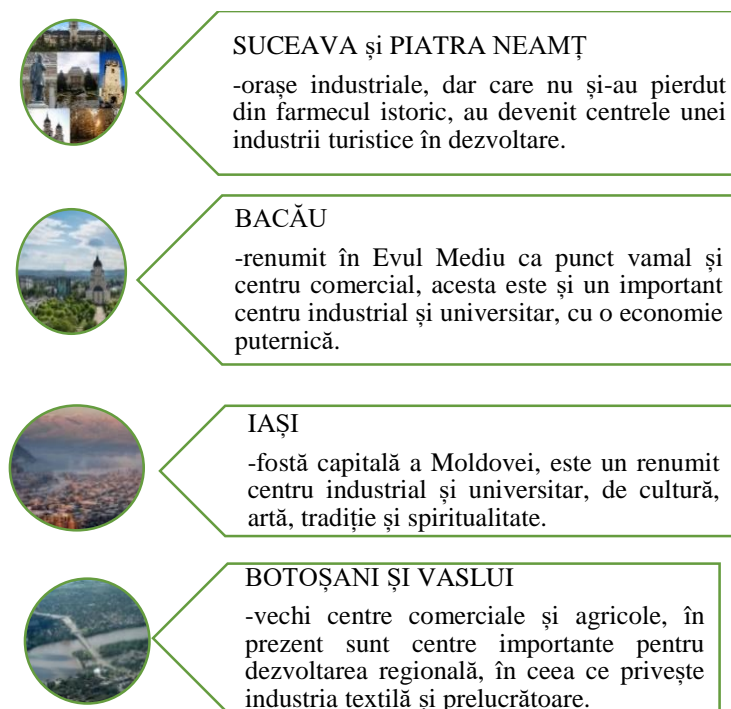 SUCEAVA și PIATRA NEAMȚ
-orașe industriale, dar care nu și-au pierdut
din farmecul istoric, au devenit centrele unei
industrii turistice în dezvoltare.
BACĂU
-renumit în Evul Mediu ca punct vamal și
centru comercial, acesta este și un important
centru industrial și universitar, cu o economie
puternică.
IAȘI
-fostă capitală a Moldovei, este un renumit
centru industrial și universitar, de cultură,
artă, tradiție și spiritualitate.
BOTOȘANI ȘI VASLUI
-vechi centre comerciale și agricole, în
prezent sunt centre importante pentru
dezvoltarea regională, în ceea ce privește
industria textilă și prelucrătoare.